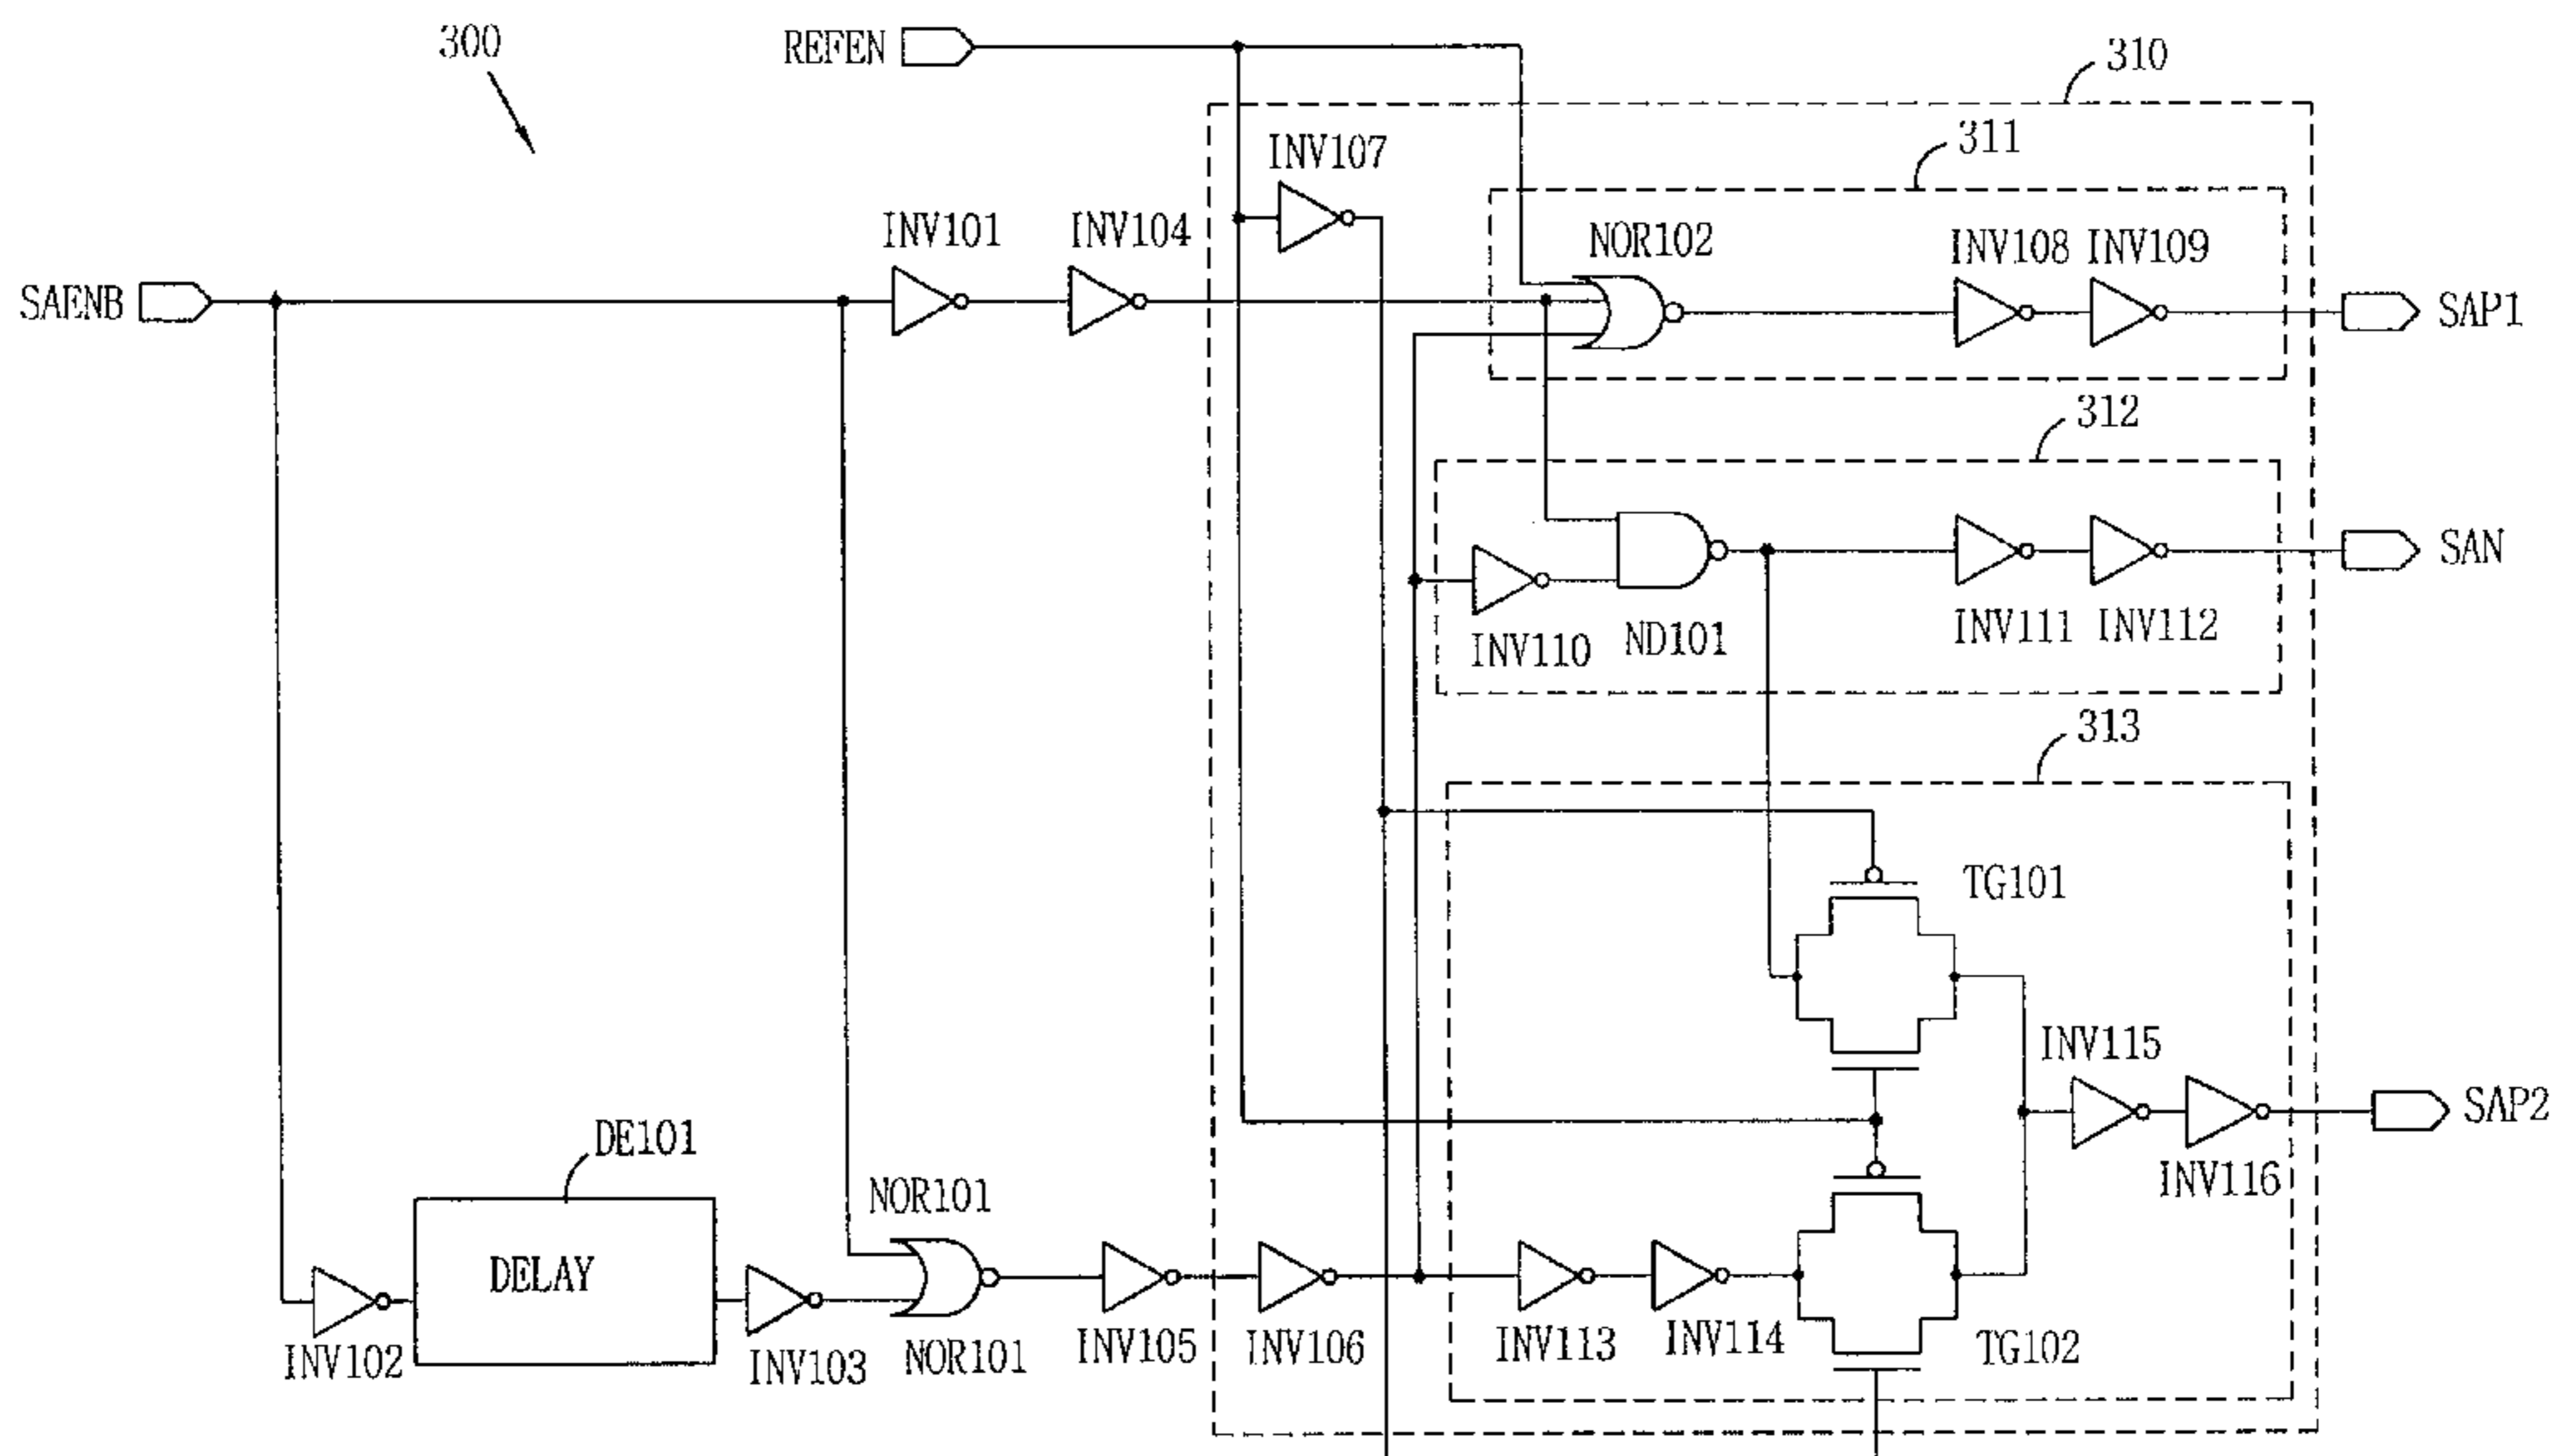 300
REFEN
310
311
INV107
INV101
INV104
NOR102
INV108
INV109
SAENB
SAP1
312
SAN
INV110
ND101
INV111
INV112
313
TG101
INV115
SAP2
DE101
NOR101
INV116
DELAY
INV102
INV103
NOR101
INV105
INV106
INV113
INV114
TG102